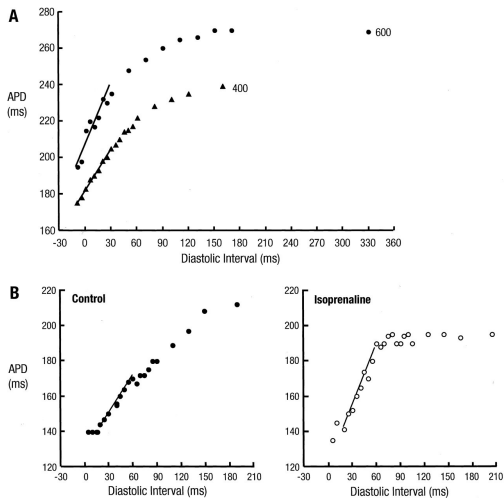 A
280
260
240
220
200
180
160
APD
(ms)
600
400
-30 0 30 60 90 120 150 180 210 240 270 300 330 360
Diastolic Interval (ms)
B
Control
220
200
180
160
140
120
APD
(ms)
-30 0 30 60 90 120 150 180 210
Diastolic Interval (ms)
Isoprenaline
220
200
180
160
140
120
-30 0 30 60 90 120 150 180 210
Diastolic Interval (ms)